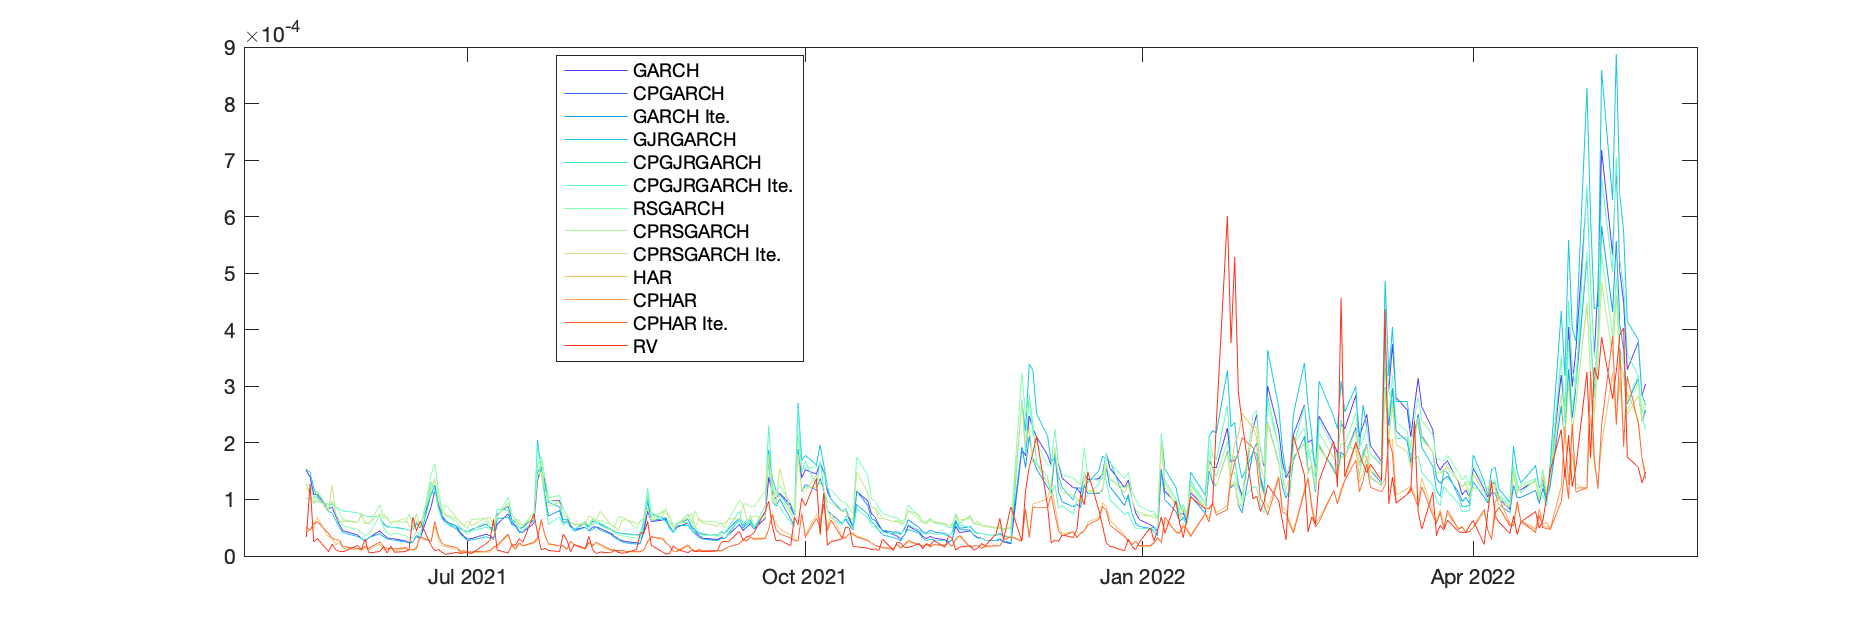 ×10-4
9
8
7
6
5
4
3
2
1
0
GARCH
CPGARCH
GARCH Ite.
GJRGARCH
CPGJRGARCH
CPGJRGARCH Ite.
RSGARCH
CPRSGARCH
CPRSGARCH Ite.
HAR
CPHAR
CPHAR Ite.
RV
Jul 2021
Oct 2021
Jan 2022
Apr 2022